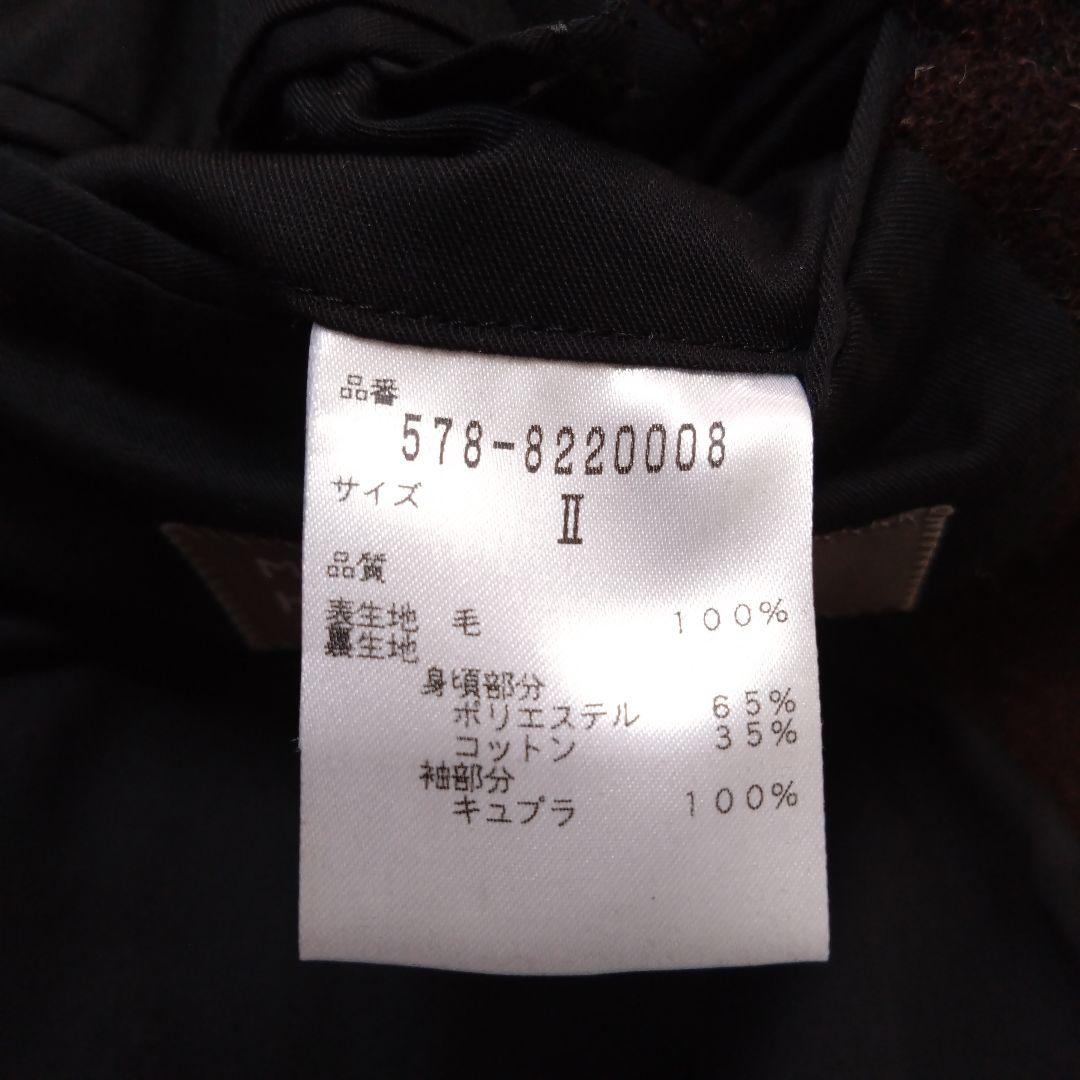 品番
578-8220008
サイズ Ⅱ
品質
表生地 毛 100%
裏生地
身頃部分
ポリエステル 65%
コットン 35%
袖部分
キュプラ 100%